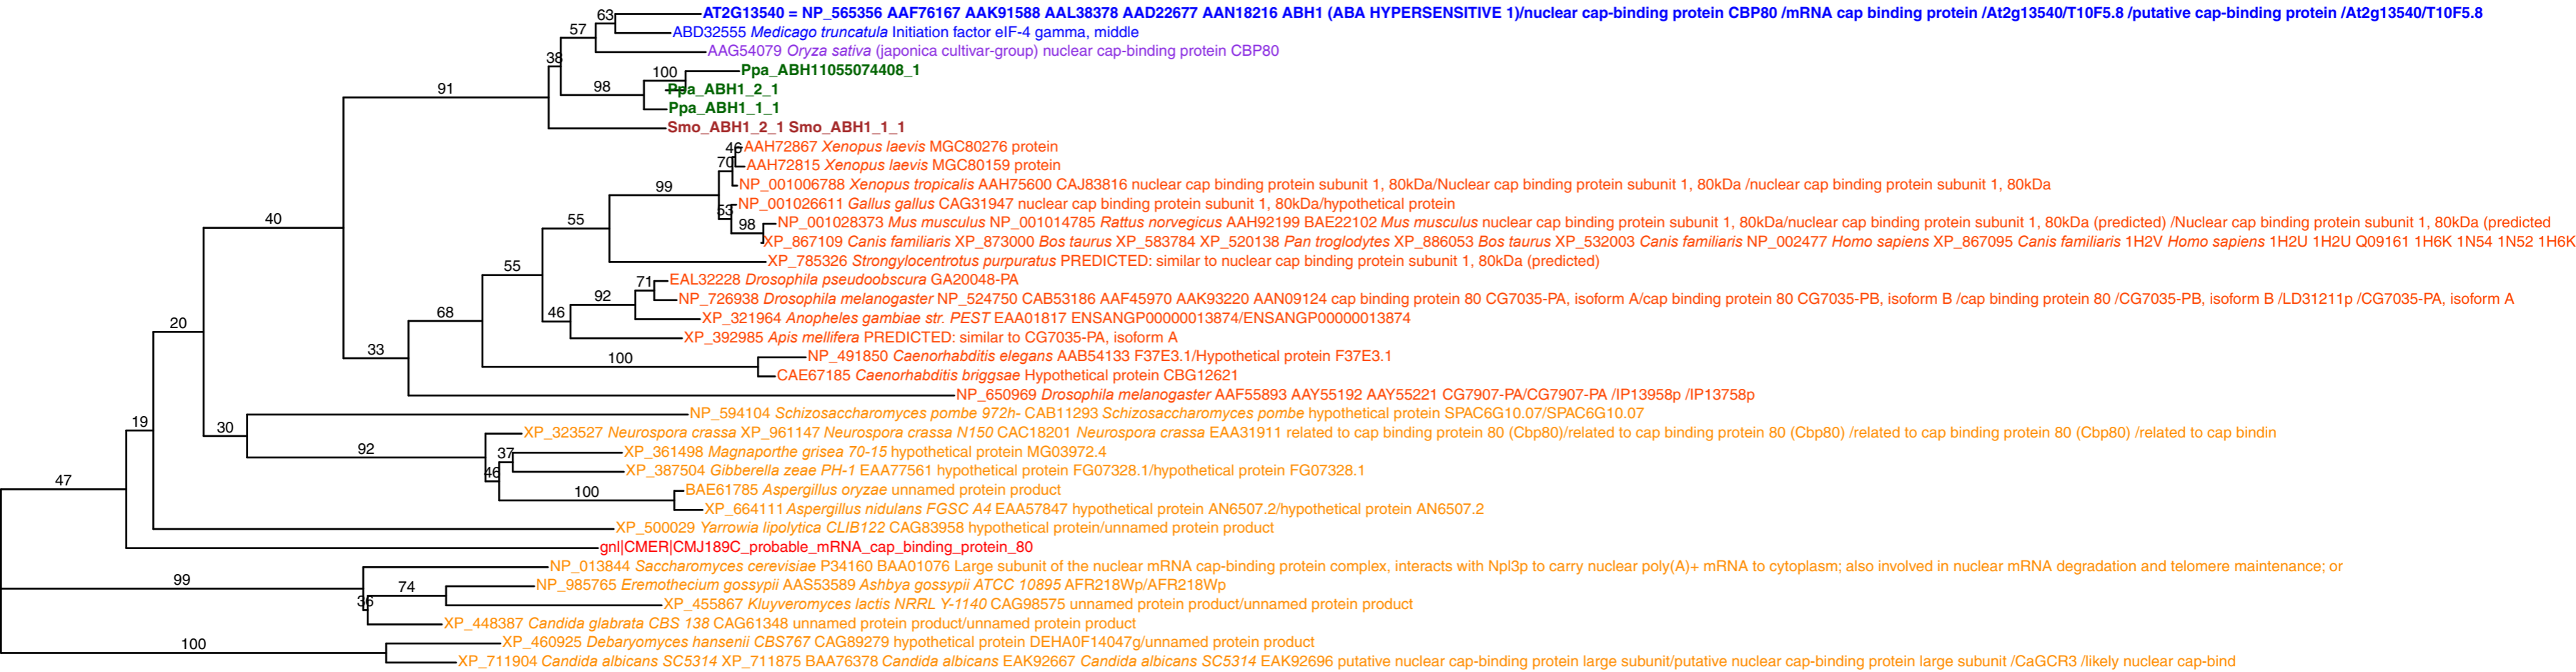 63 AT2G13540 = NP_565356 AAF76167 AAK91588 AAL38378 AAD22677 AAN18216 ABH1 (ABA HYPERSENSITIVE 1)/nuclear cap-binding protein CBP80 /mRNA cap binding protein /At2g13540/T10F5.8 /putative cap-binding protein /At2g13540/T10F5.8
57 ABD32555 Medicago truncatula Initiation factor eIF-4 gamma, middle
38 AAG54079 Oryza sativa (japonica cultivar-group) nuclear cap-binding protein CBP80
100 Ppa_ABH11055074408_1
91 98 Ppa_ABH1_2_1
Ppa_ABH1_1_1
Smo_ABH1_2_1 Smo_ABH1_1_1
46 AAH72867 Xenopus laevis MGC80276 protein
70 AAH72815 Xenopus laevis MGC80159 protein
99 NP_001006788 Xenopus tropicalis AAH75600 CAJ83816 nuclear cap binding protein subunit 1, 80kDa/Nuclear cap binding protein subunit 1, 80kDa /nuclear cap binding protein subunit 1, 80kDa
53 NP_001026611 Gallus gallus CAG31947 nuclear cap binding protein subunit 1, 80kDa/hypothetical protein
40 55 98 NP_001028373 Mus musculus NP_001014785 Rattus norvegicus AAH92199 BAE22102 Mus musculus nuclear cap binding protein subunit 1, 80kDa/nuclear cap binding protein subunit 1, 80kDa (predicted) /Nuclear cap binding protein subunit 1, 80kDa (predicted
XP_867109 Canis familiaris XP_873000 Bos taurus XP_583784 XP_520138 Pan troglodytes XP_886053 Bos taurus XP_532003 Canis familiaris NP_002477 Homo sapiens XP_867095 Canis familiaris 1H2V Homo sapiens 1H2U 1H2U Q09161 1H6K 1N54 1N52 1H6K
55 XP_785326 Strongylocentrotus purpuratus PREDICTED: similar to nuclear cap binding protein subunit 1, 80kDa (predicted)
71 EAL32228 Drosophila pseudoobscura GA20048-PA
92 NP_726938 Drosophila melanogaster NP_524750 CAB53186 AAF45970 AAK93220 AAN09124 cap binding protein 80 CG7035-PA, isoform A/cap binding protein 80 CG7035-PB, isoform B /cap binding protein 80 /CG7035-PB, isoform B /LD31211p /CG7035-PA, isoform A
20 68 46 XP_321964 Anopheles gambiae str. PEST EAA01817 ENSANGP00000013874/ENSANGP00000013874
XP_392985 Apis mellifera PREDICTED: similar to CG7035-PA, isoform A
33 100 NP_491850 Caenorhabditis elegans AAB54133 F37E3.1/Hypothetical protein F37E3.1
CAE67185 Caenorhabditis briggsae Hypothetical protein CBG12621
NP_650969 Drosophila melanogaster AAF55893 AAY55192 AAY55221 CG7907-PA/CG7907-PA /IP13958p /IP13758p
19 30 NP_594104 Schizosaccharomyces pombe 972h- CAB11293 Schizosaccharomyces pombe hypothetical protein SPAC6G10.07/SPAC6G10.07
XP_323527 Neurospora crassa XP_961147 Neurospora crassa N150 CAC18201 Neurospora crassa EAA31911 related to cap binding protein 80 (Cbp80)/related to cap binding protein 80 (Cbp80) /related to cap binding protein 80 (Cbp80) /related to cap bindin
92 37 XP_361498 Magnaporthe grisea 70-15 hypothetical protein MG03972.4
46 XP_387504 Gibberella zeae PH-1 EAA77561 hypothetical protein FG07328.1/hypothetical protein FG07328.1
47 100 BAE61785 Aspergillus oryzae unnamed protein product
XP_664111 Aspergillus nidulans FGSC A4 EAA57847 hypothetical protein AN6507.2/hypothetical protein AN6507.2
XP_500029 Yarrowia lipolytica CLIB122 CAG83958 hypothetical protein/unnamed protein product
gnl|CMER|CMJ189C_probable_mRNA_cap_binding_protein_80
NP_013844 Saccharomyces cerevisiae P34160 BAA01076 Large subunit of the nuclear mRNA cap-binding protein complex, interacts with Npl3p to carry nuclear poly(A)+ mRNA to cytoplasm; also involved in nuclear mRNA degradation and telomere maintenance; or
99 74 NP_985765 Eremothecium gossypii AAS53589 Ashbya gossypii ATCC 10895 AFR218Wp/AFR218Wp
36 XP_455867 Kluyveromyces lactis NRRL Y-1140 CAG98575 unnamed protein product/unnamed protein product
XP_448387 Candida glabrata CBS 138 CAG61348 unnamed protein product/unnamed protein product
100 XP_460925 Debaryomyces hansenii CBS767 CAG89279 hypothetical protein DEHA0F14047g/unnamed protein product
XP_711904 Candida albicans SC5314 XP_711875 BAA76378 Candida albicans EAK92667 Candida albicans SC5314 EAK92696 putative nuclear cap-binding protein large subunit/putative nuclear cap-binding protein large subunit /CaGCR3 /likely nuclear cap-bind